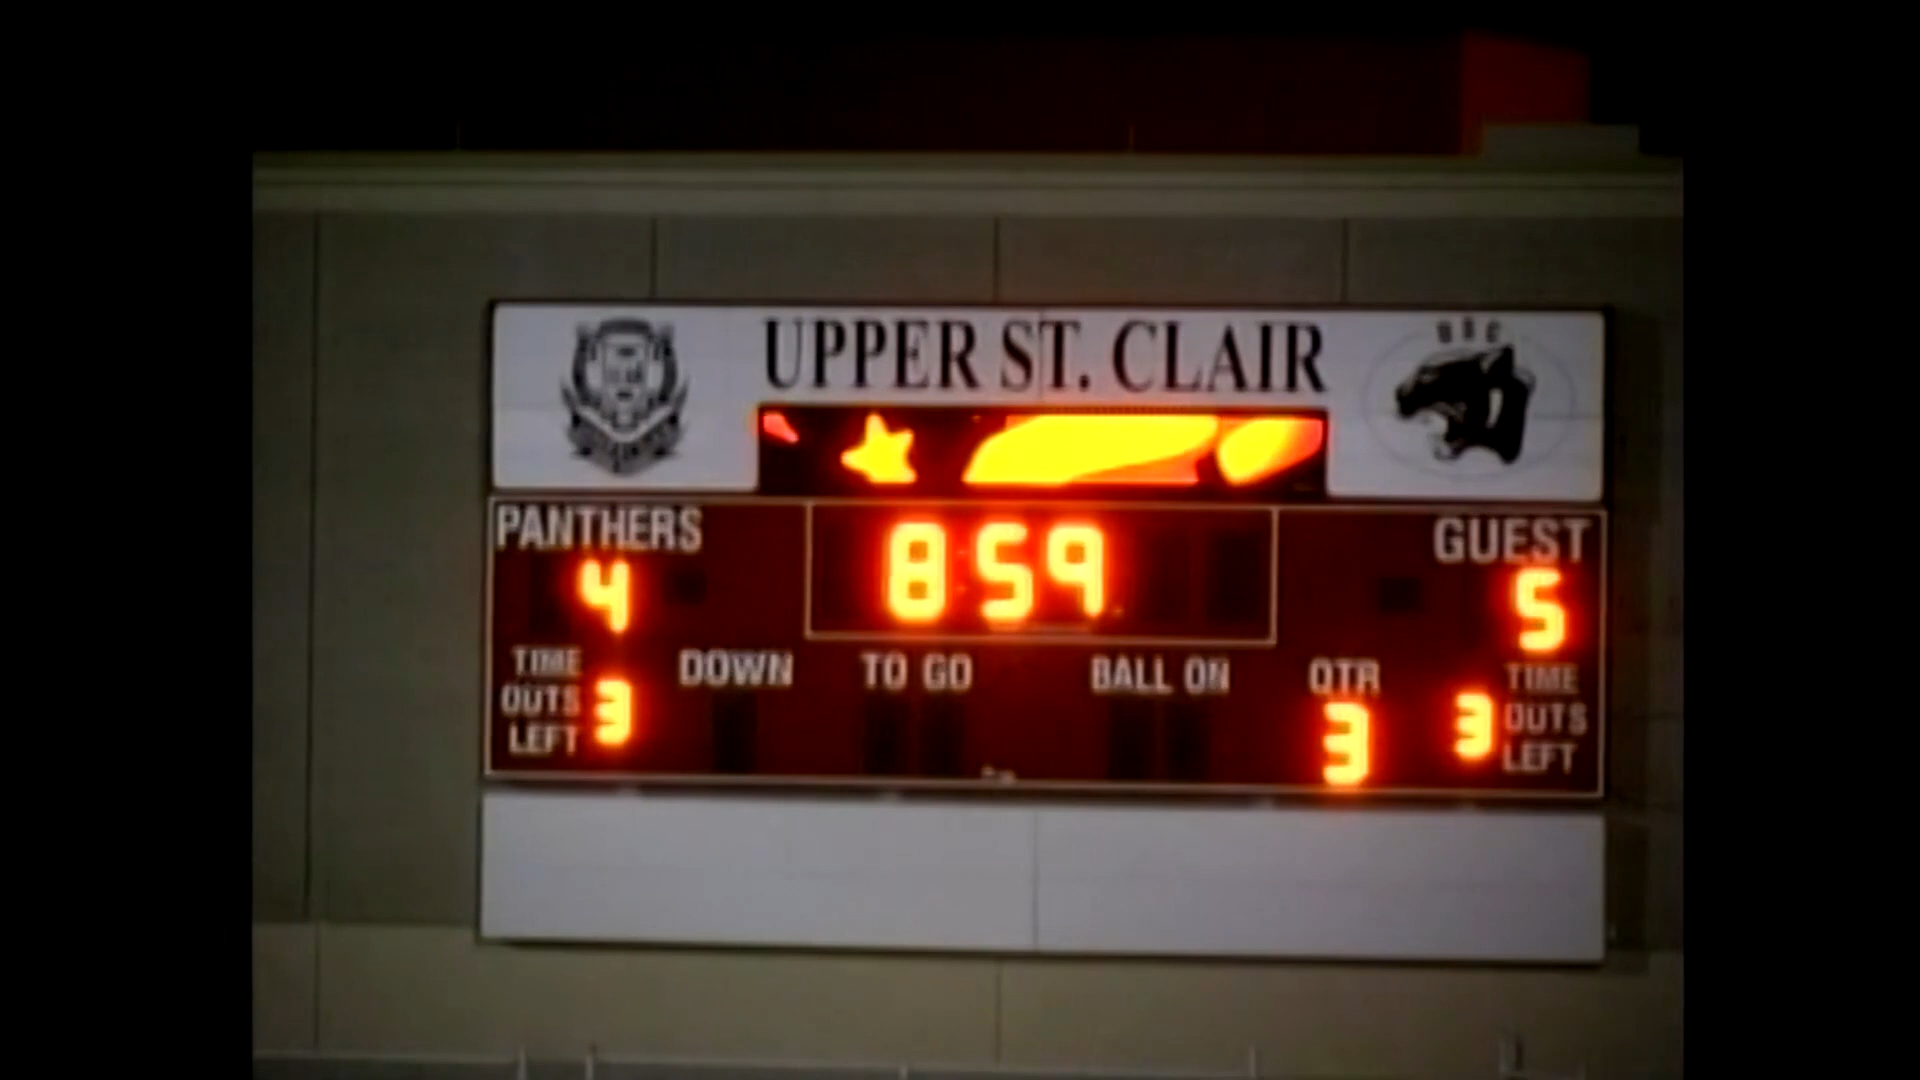 USC
UPPER ST. CLAIR
PANTHERS
8:59
GUEST
4
5
TIME OUTS LEFT 3
DOWN
TO GO
BALL ON
QTR
3
3 TIME OUTS LEFT